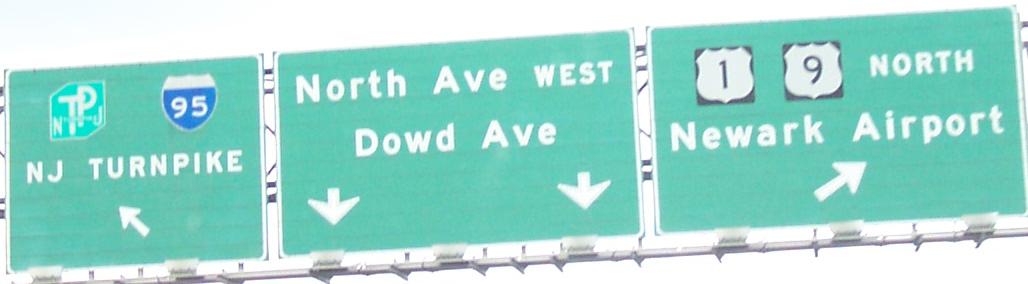 NJ TP
95
NJ TURNPIKE
North Ave WEST
Dowd Ave
1 9 NORTH
Newark Airport